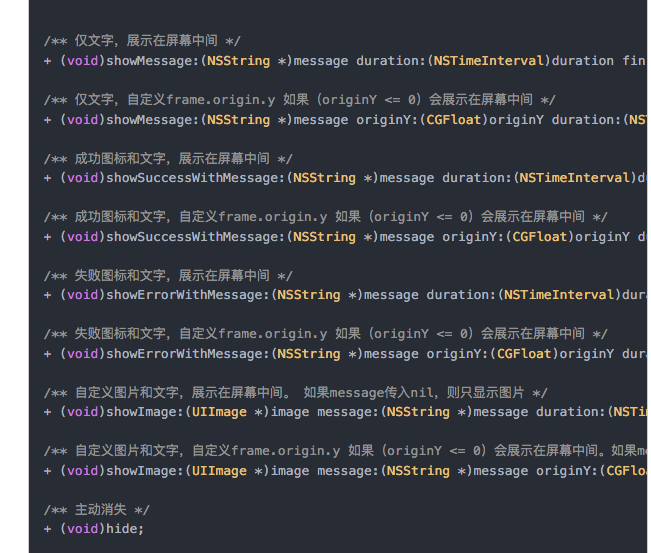 /** 仅文字，展示在屏幕中间 */
+ (void)showMessage:(NSString *)message duration:(NSTimeInterval)duration fin
/** 仅文字，自定义frame.origin.y 如果（originY <= 0）会展示在屏幕中间 */
+ (void)showMessage:(NSString *)message originY:(CGFloat)originY duration:(NS
/** 成功图标和文字，展示在屏幕中间 */
+ (void)showSuccessWithMessage:(NSString *)message duration:(NSTimeInterval)d
/** 成功图标和文字，自定义frame.origin.y 如果（originY <= 0）会展示在屏幕中间 */
+ (void)showSuccessWithMessage:(NSString *)message originY:(CGFloat)originY d
/** 失败图标和文字，展示在屏幕中间 */
+ (void)showErrorWithMessage:(NSString *)message duration:(NSTimeInterval)dur
/** 失败图标和文字，自定义frame.origin.y 如果（originY <= 0）会展示在屏幕中间 */
+ (void)showErrorWithMessage:(NSString *)message originY:(CGFloat)originY dur
/** 自定义图片和文字，展示在屏幕中间。 如果message传入nil，则只显示图片 */
+ (void)showImage:(UIImage *)image message:(NSString *)message duration:(NSTi
/** 自定义图片和文字，自定义frame.origin.y 如果（originY <= 0）会展示在屏幕中间。如果m
+ (void)showImage:(UIImage *)image message:(NSString *)message originY:(CGFlo
/** 主动消失 */
+ (void)hide;